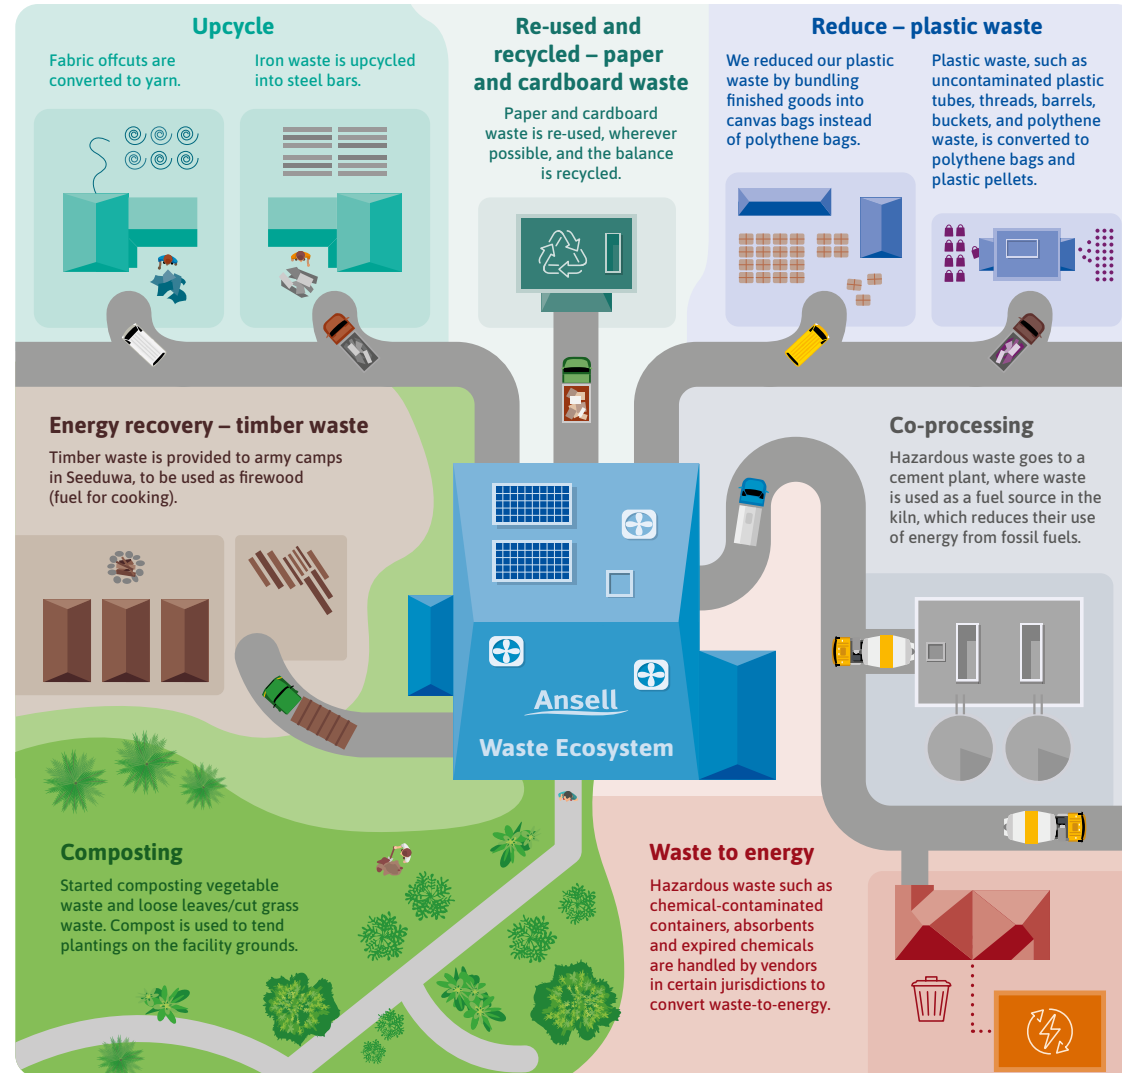 Upcycle
Fabric offcuts are
converted to yarn.
Iron waste is upcycled
into steel bars.
Re-used and
recycled – paper
and cardboard waste
Paper and cardboard
waste is re-used, wherever
possible, and the balance
is recycled.
Reduce – plastic waste
We reduced our plastic
waste by bundling
finished goods into
canvas bags instead
of polythene bags.
Plastic waste, such as
uncontaminated plastic
tubes, threads, barrels,
buckets, and polythene
waste, is converted to
polythene bags and
plastic pellets.
Energy recovery – timber waste
Timber waste is provided to army camps
in Seeduwa, to be used as firewood
(fuel for cooking).
Co-processing
Hazardous waste goes to a
cement plant, where waste
is used as a fuel source in the
kiln, which reduces their use
of energy from fossil fuels.
Ansell
Waste Ecosystem
Composting
Started composting vegetable
waste and loose leaves/cut grass
waste. Compost is used to tend
plantings on the facility grounds.
Waste to energy
Hazardous waste such as
chemical-contaminated
containers, absorbents
and expired chemicals
are handled by vendors
in certain jurisdictions to
convert waste-to-energy.